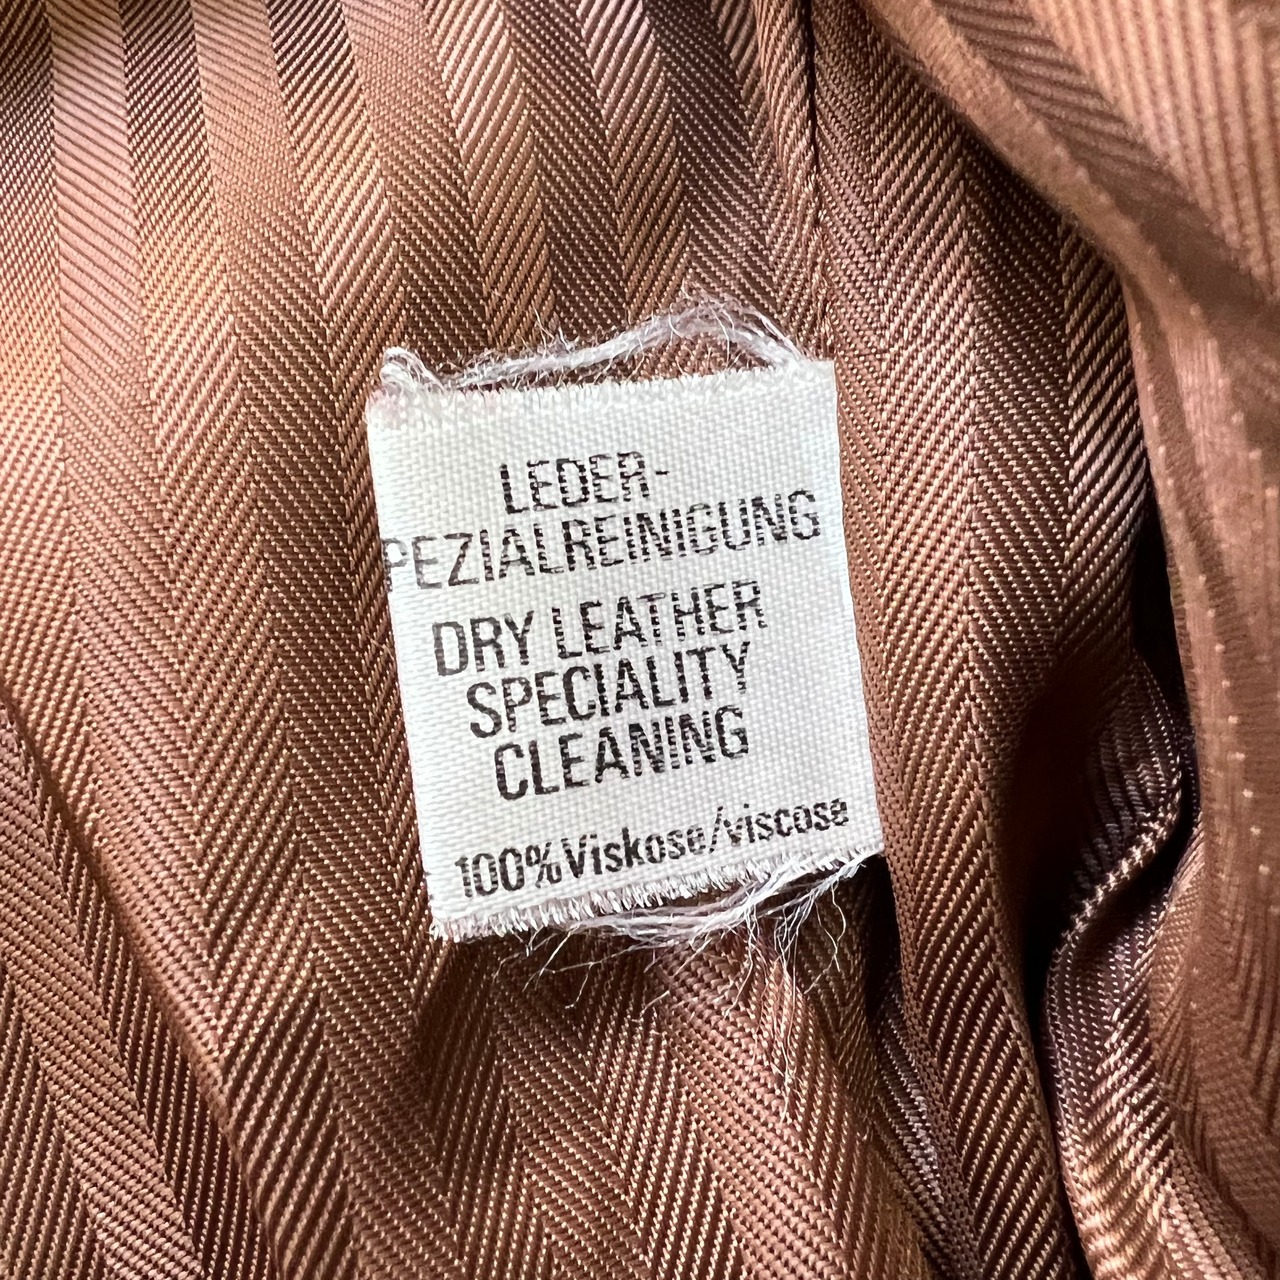 LEDER-
PEZIALREINIGUNG
DRY LEATHER
SPECIALITY
CLEANING
100% Viskose/viscose